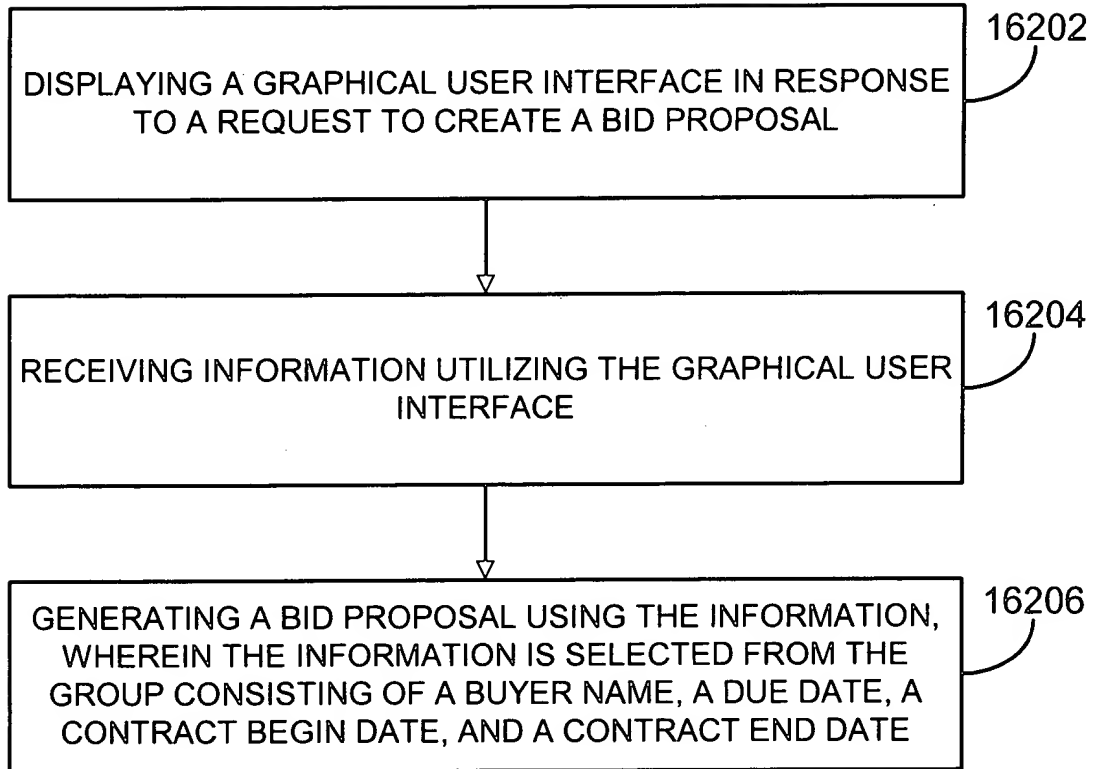 16202
DISPLAYING A GRAPHICAL USER INTERFACE IN RESPONSE
TO A REQUEST TO CREATE A BID PROPOSAL
16204
RECEIVING INFORMATION UTILIZING THE GRAPHICAL USER
INTERFACE
16206
GENERATING A BID PROPOSAL USING THE INFORMATION,
WHEREIN THE INFORMATION IS SELECTED FROM THE
GROUP CONSISTING OF A BUYER NAME, A DUE DATE, A
CONTRACT BEGIN DATE, AND A CONTRACT END DATE